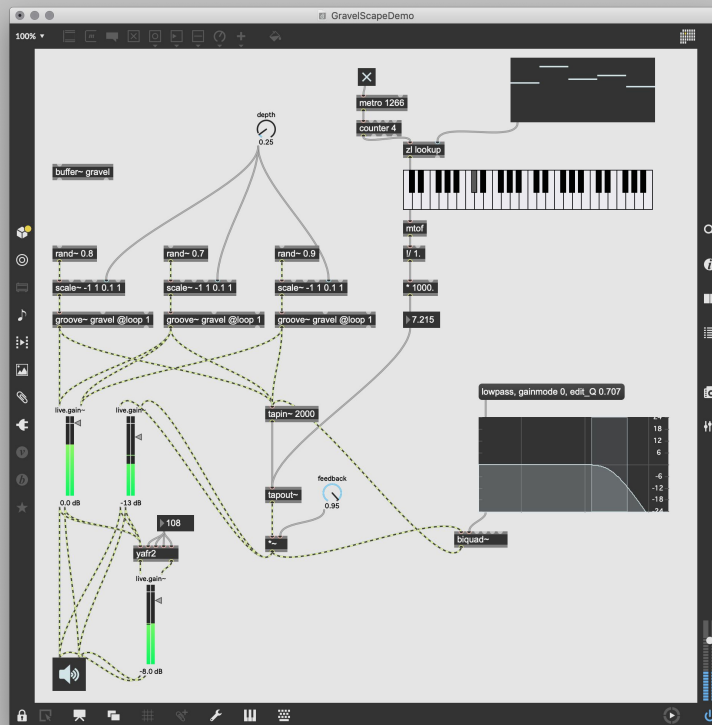 GravelScapeDemo
100%
metro 1266
depth
counter 4
0.25
zl lookup
buffer~ gravel
mtof
rand~ 0.8
rand~ 0.7
rand~ 0.9
!/ 1.
scale~ -1 1 0.1 1
scale~ -1 1 0.1 1
scale~ -1 1 0.1 1
* 1000.
groove~ gravel @loop 1
groove~ gravel @loop 1
groove~ gravel @loop 1
7.215
lowpass, gainmode 0, edit_Q 0.707
live.gain~
live.gain~
tapin~ 2000
24
18
12
6
-6
-12
-18
-24
feedback
tapout~
0.0 dB
-13 dB
0.95
108
*~
biquad~
yafr2
live.gain~
-8.0 dB